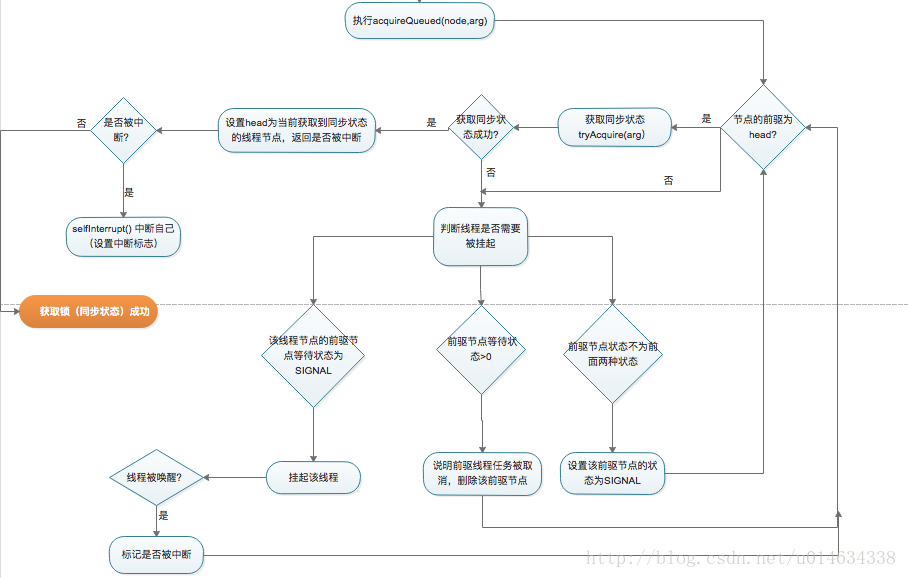 执行acquireQueued(node,arg)
节点的前驱为
head?
是
获取同步状态
tryAcquire(arg)
获取同步状
态成功?
是
设置head为当前获取到同步状态
的线程节点，返回是否被中断
是否被中
断?
否
否
否
是
selfInterrupt() 中断自己
（设置中断标志）
判断线程是否需要
被挂起
获取锁（同步状态）成功
该线程节点的前驱节
点等待状态为
SIGNAL
前驱节点等待状
态>0
前驱节点状态不为前
面两种状态
线程被唤醒?
挂起该线程
说明前驱线程任务被取
消，删除该前驱节点
设置该前驱节点的状
态为SIGNAL
是
标记是否被中断
http://blog.csdn.net/u014634338